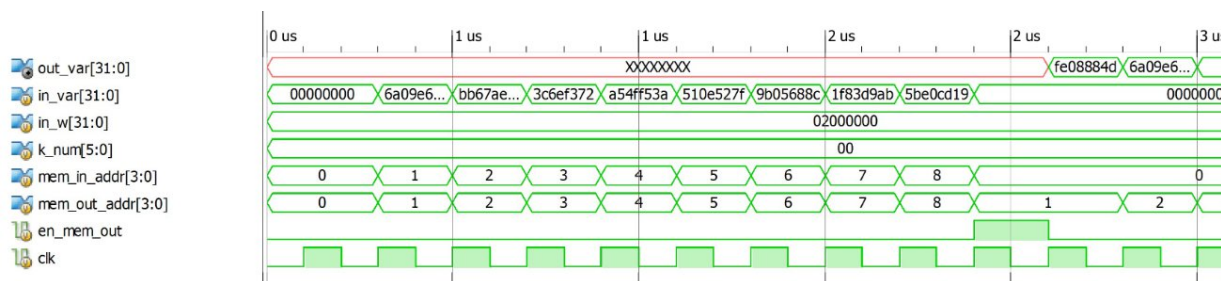 0 us 1 us 1 us 2 us 2 us 3 us
out_var[31:0] XXXXXXXX fe08884d 6a09e6...
in_var[31:0] 00000000 6a09e6... bb67ae... 3c6ef372 a54ff53a 510e527f 9b05688c 1f83d9ab 5be0cd19 0000000
in_w[31:0] 02000000
k_num[5:0] 00
mem_in_addr[3:0] 0 1 2 3 4 5 6 7 8 0
mem_out_addr[3:0] 0 1 2 3 4 5 6 7 8 1 2
en_mem_out
clk